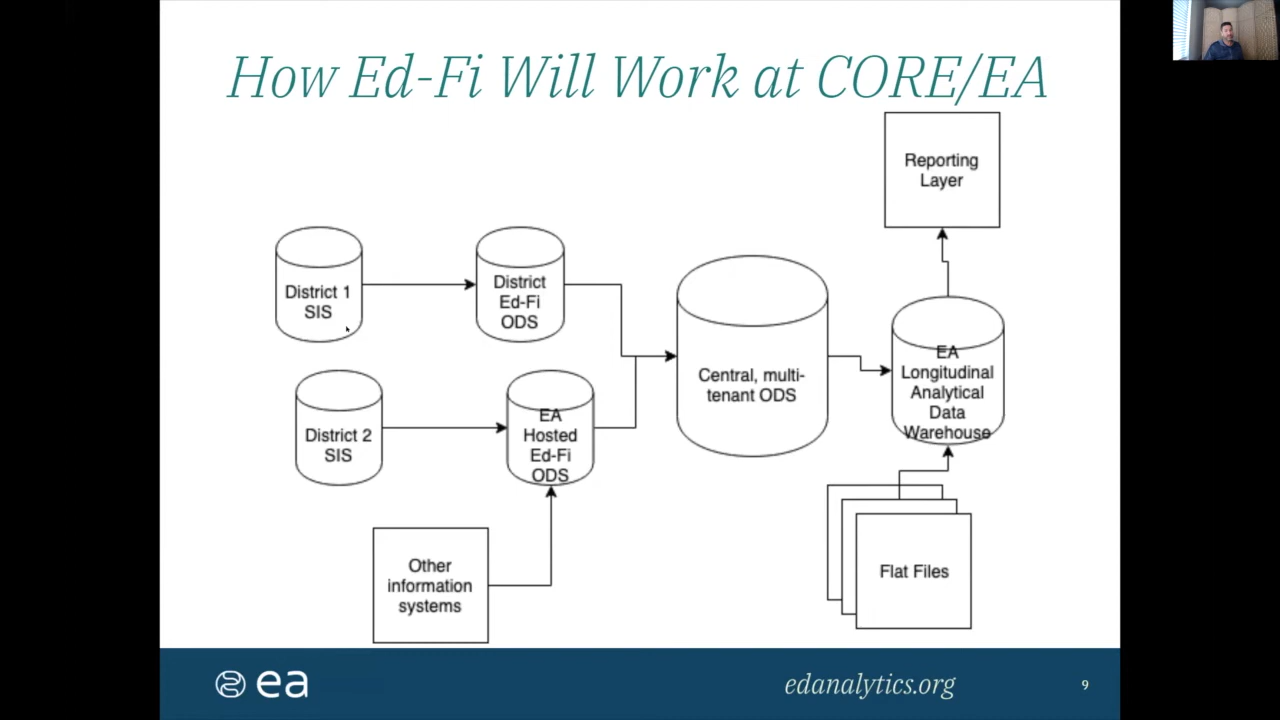 How Ed-Fi Will Work at CORE/EA
Reporting
Layer
District 1
SIS
District
Ed-Fi
ODS
Central, multi-
tenant ODS
EA
Longitudinal
Analytical
Data
Warehouse
District 2
SIS
EA
Hosted
Ed-Fi
ODS
Other
information
systems
Flat Files
ea
edanalytics.org
9